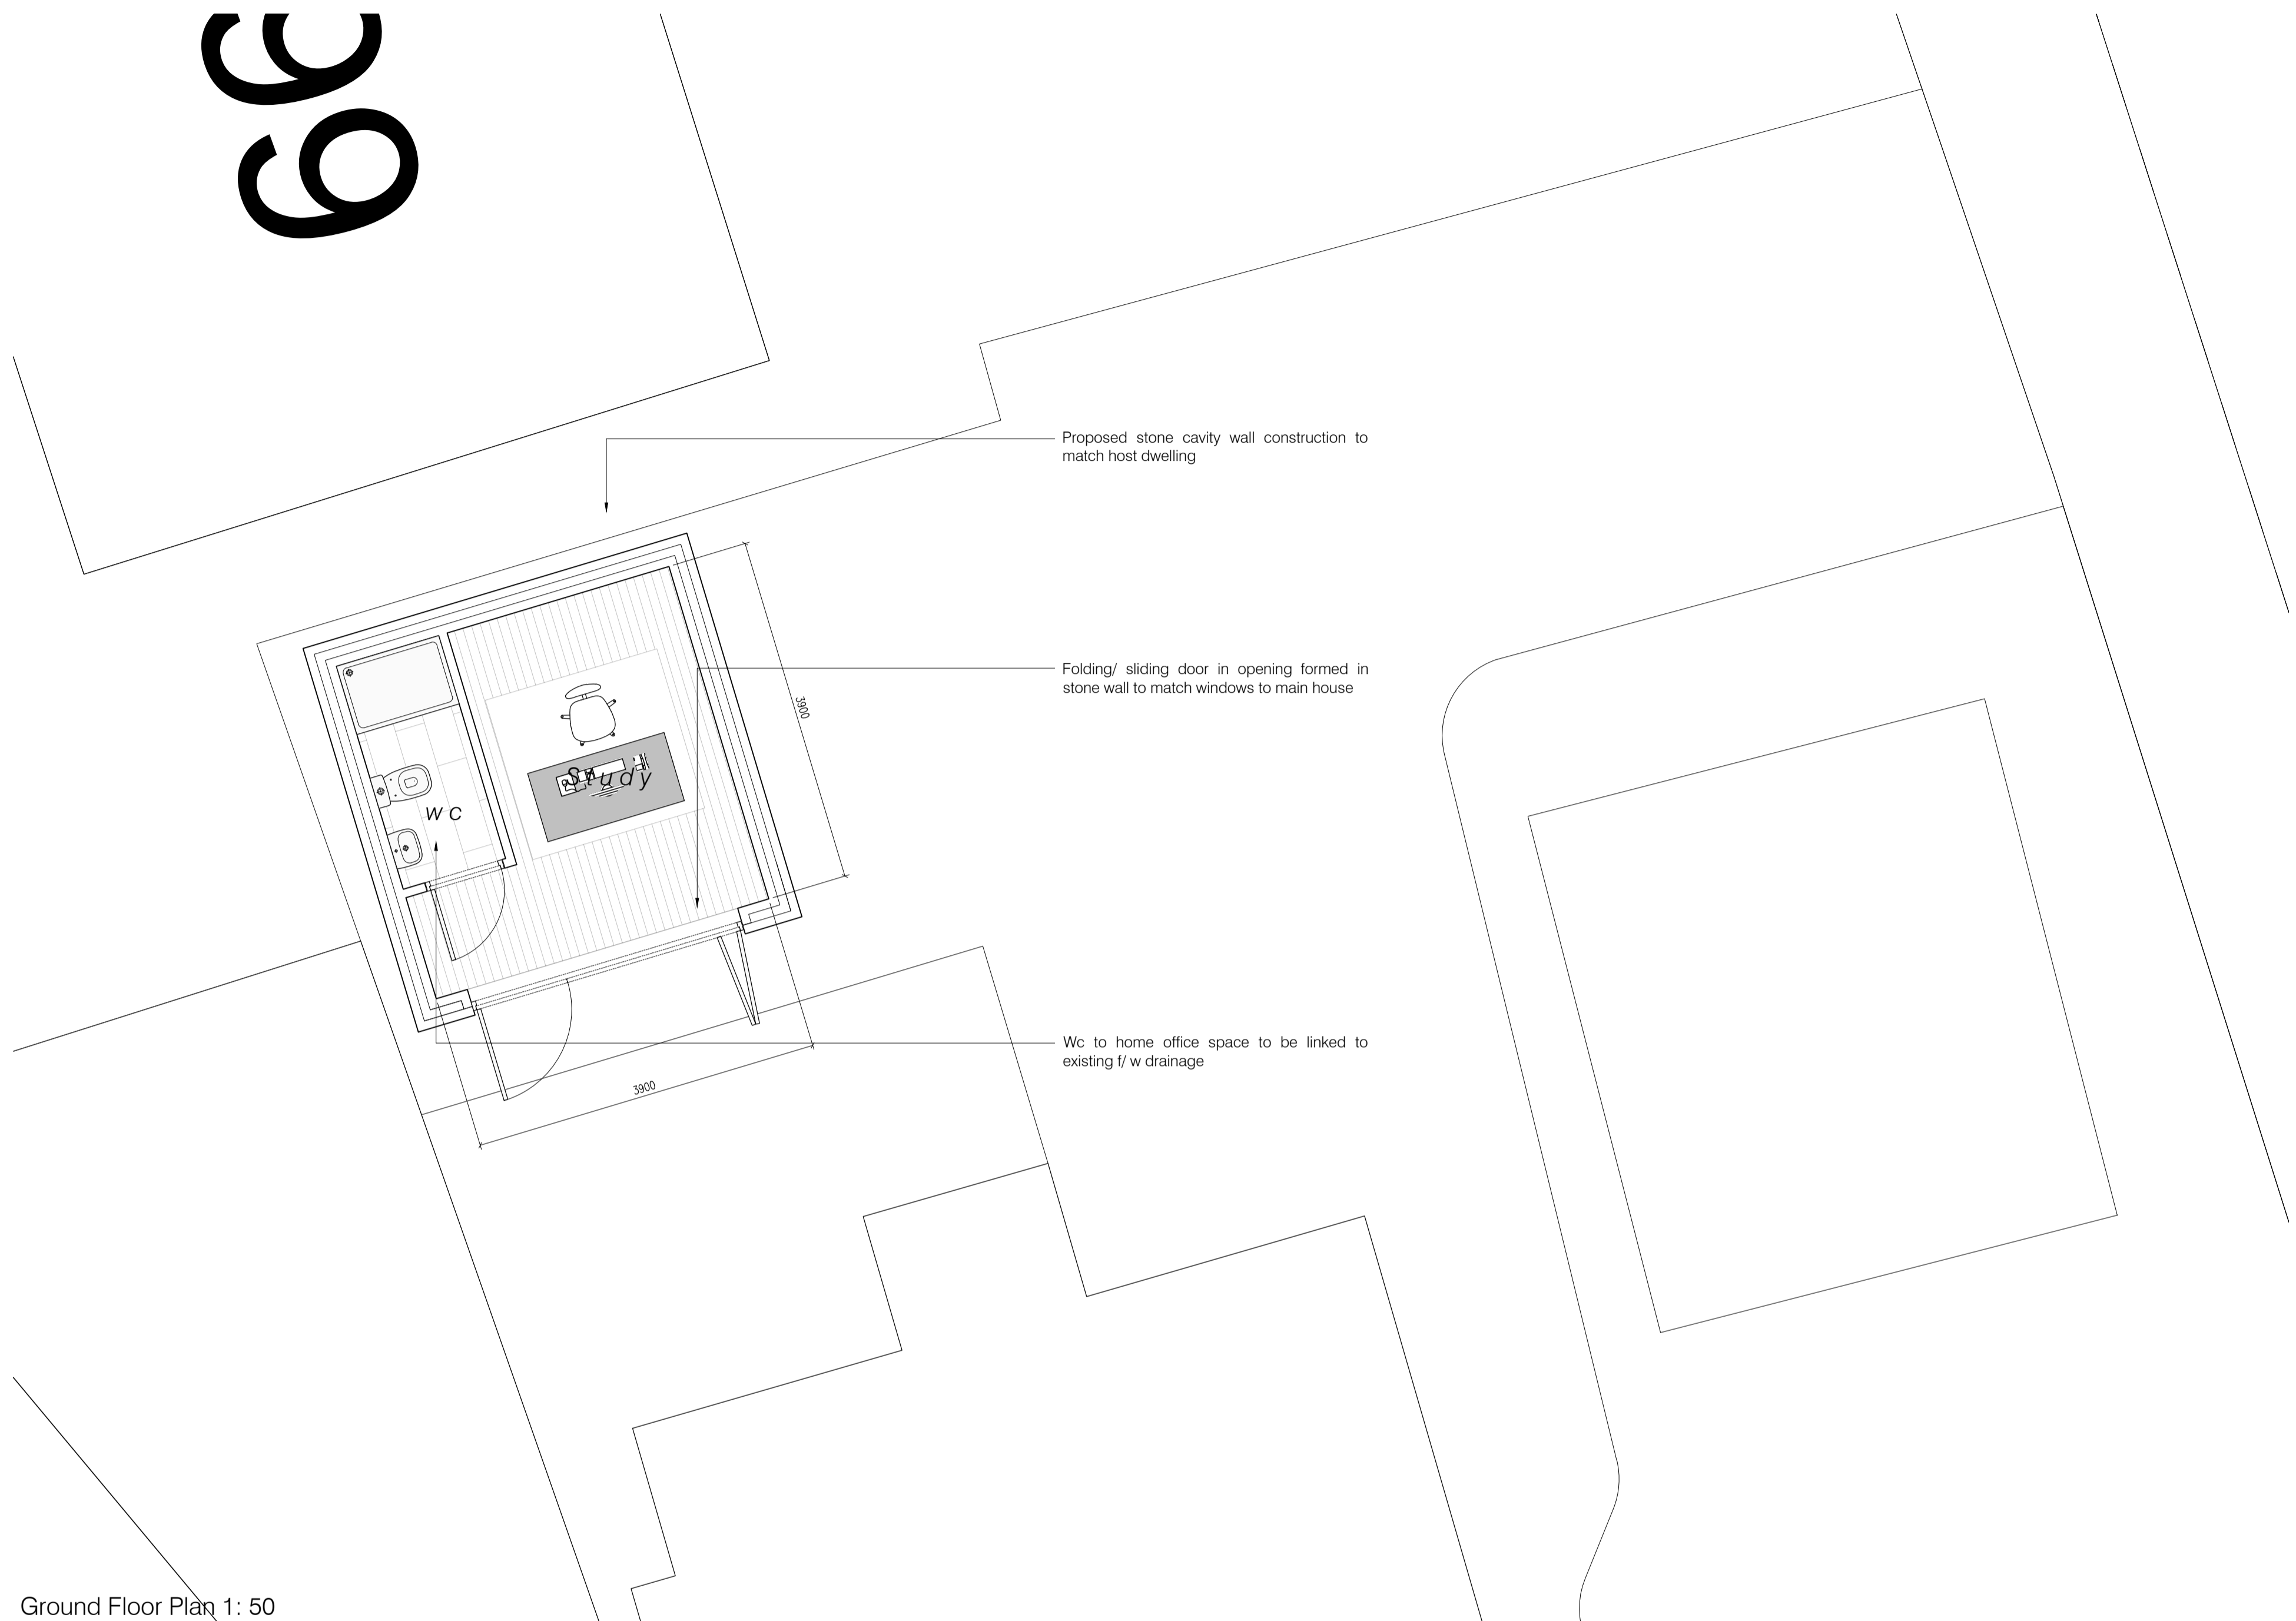 99
Proposed stone cavity wall construction to
match host dwelling
Folding/ sliding door in opening formed in
stone wall to match windows to main house
3900
Study
WC
Wc to home office space to be linked to
existing f/ w drainage
3900
Ground Floor Plan 1: 50